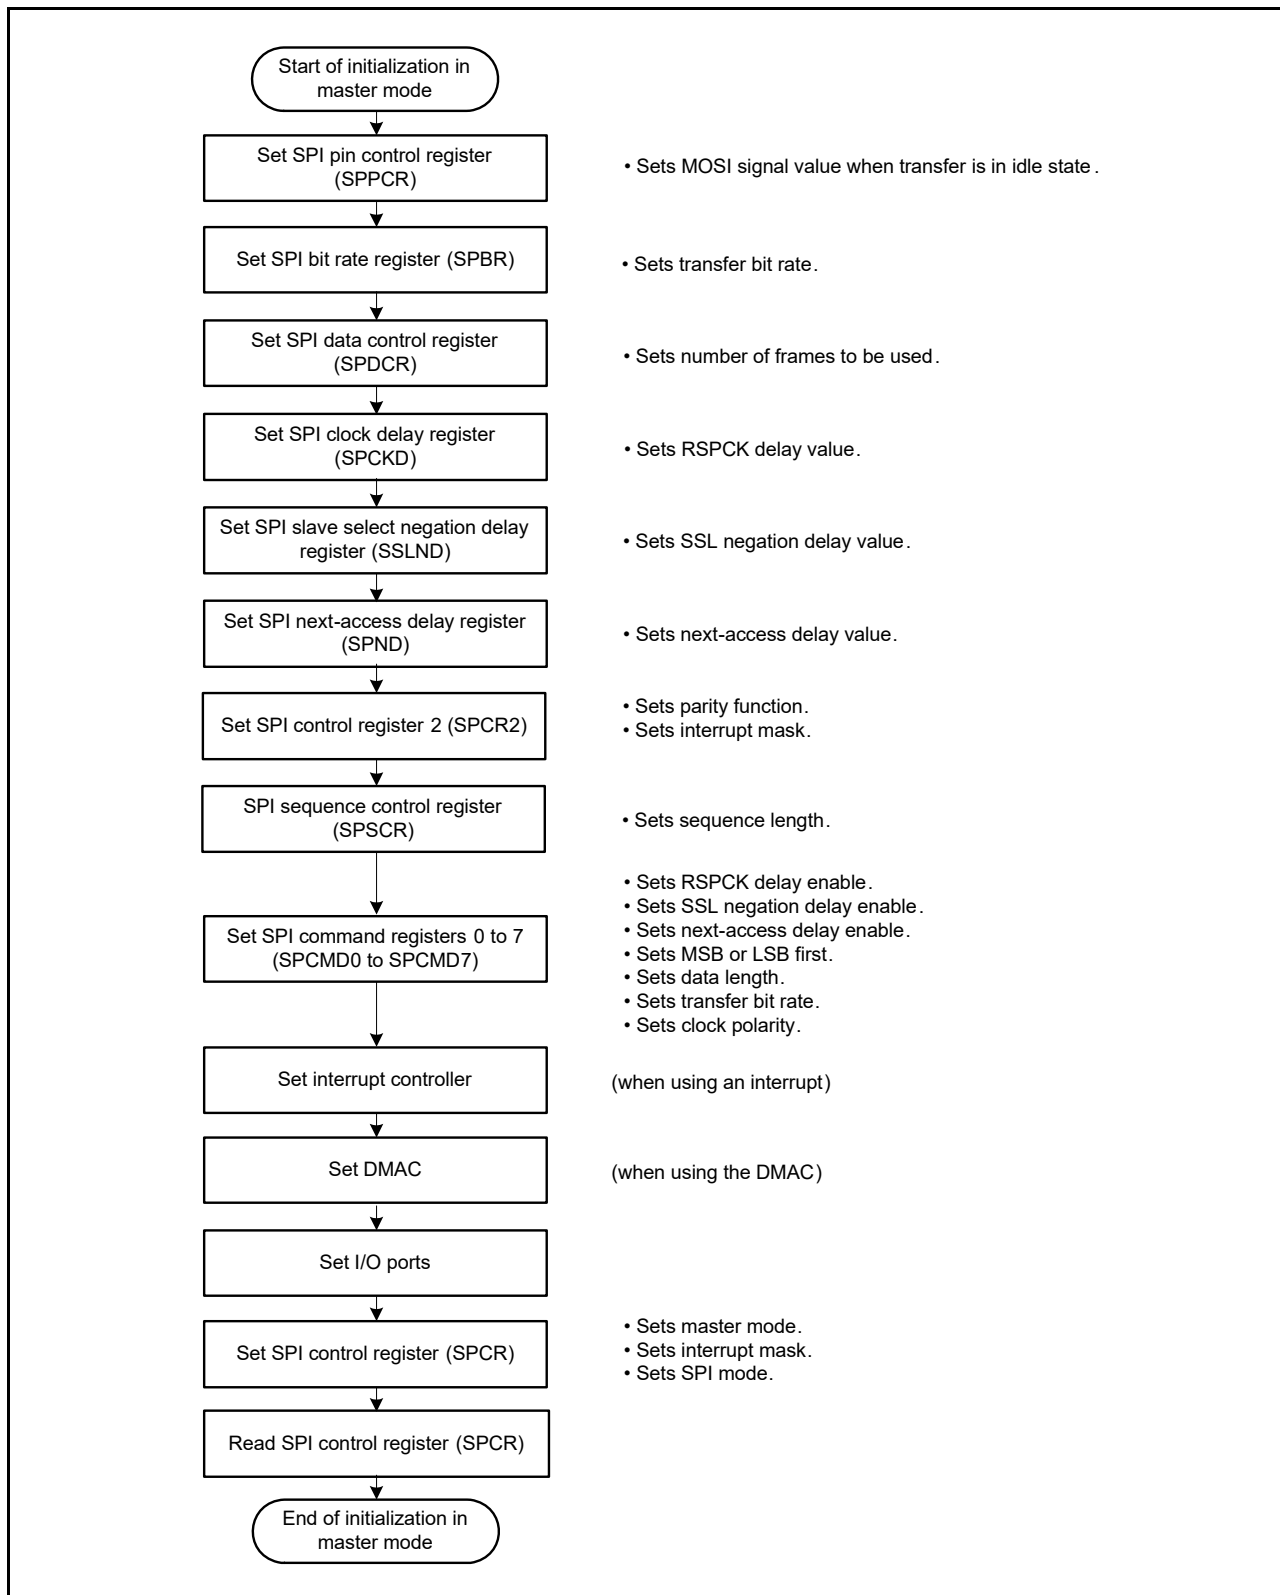 Start of initialization in
master mode
Set SPI pin control register
(SPPCR)
• Sets MOSI signal value when transfer is in idle state.
Set SPI bit rate register (SPBR)
• Sets transfer bit rate.
Set SPI data control register
(SPDCR)
• Sets number of frames to be used.
Set SPI clock delay register
(SPCKD)
• Sets RSPCK delay value.
Set SPI slave select negation delay
register (SSLND)
• Sets SSL negation delay value.
Set SPI next-access delay register
(SPND)
• Sets next-access delay value.
Set SPI control register 2 (SPCR2)
• Sets parity function.
• Sets interrupt mask.
SPI sequence control register
(SPSCR)
• Sets sequence length.
Set SPI command registers 0 to 7
(SPCMD0 to SPCMD7)
• Sets RSPCK delay enable.
• Sets SSL negation delay enable.
• Sets next-access delay enable.
• Sets MSB or LSB first.
• Sets data length.
• Sets transfer bit rate.
• Sets clock polarity.
Set interrupt controller
(when using an interrupt)
Set DMAC
(when using the DMAC)
Set I/O ports
Set SPI control register (SPCR)
• Sets master mode.
• Sets interrupt mask.
• Sets SPI mode.
Read SPI control register (SPCR)
End of initialization in
master mode